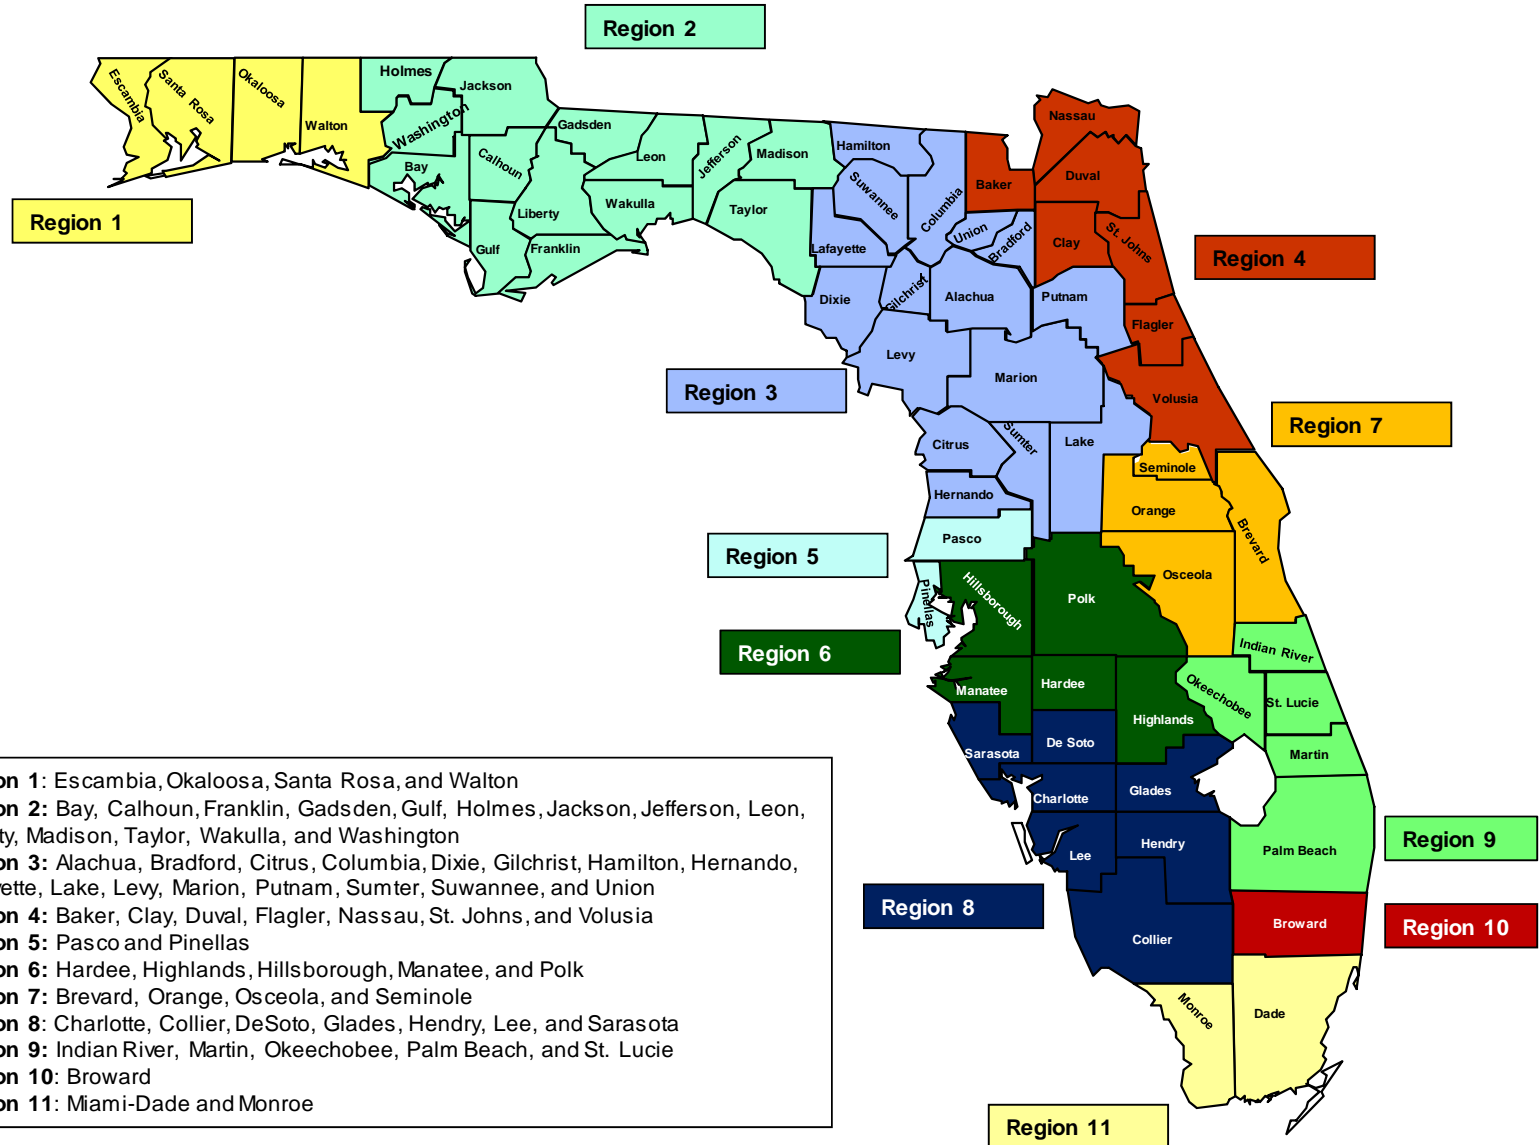 Region 2
Holmes
Jackson
Escambia
Santa Rosa
Okaloosa
Walton
Washington
Bay
Calhoun
Gadsden
Leon
Jefferson
Madison
Hamilton
Nassau
Baker
Duval
Suwannee
Columbia
Union
Bradford
Clay
St. Johns
Region 1
Liberty
Wakulla
Taylor
Lafayette
Gulf
Franklin
Region 4
Dixie
Gilchrist
Alachua
Putnam
Flagler
Levy
Marion
Region 3
Volusia
Region 7
Citrus
Sumter
Lake
Seminole
Hernando
Orange
Brevard
Pasco
Region 5
Osceola
Pinellas
Hillsborough
Polk
Region 6
Indian River
Manatee
Hardee
Highlands
Okeechobee
St. Lucie
Sarasota
De Soto
Martin
Charlotte
Glades
Region 9
Lee
Hendry
Palm Beach
Region 8
Broward
Region 10
Collier
Monroe
Dade
Region 11
on 1: Escambia, Okaloosa, Santa Rosa, and Walton
on 2: Bay, Calhoun, Franklin, Gadsden, Gulf, Holmes, Jackson, Jefferson, Leon,
ty, Madison, Taylor, Wakulla, and Washington
on 3: Alachua, Bradford, Citrus, Columbia, Dixie, Gilchrist, Hamilton, Hernando,
yette, Lake, Levy, Marion, Putnam, Sumter, Suwannee, and Union
on 4: Baker, Clay, Duval, Flagler, Nassau, St. Johns, and Volusia
on 5: Pasco and Pinellas
on 6: Hardee, Highlands, Hillsborough, Manatee, and Polk
on 7: Brevard, Orange, Osceola, and Seminole
on 8: Charlotte, Collier, DeSoto, Glades, Hendry, Lee, and Sarasota
on 9: Indian River, Martin, Okeechobee, Palm Beach, and St. Lucie
on 10: Broward
on 11: Miami-Dade and Monroe